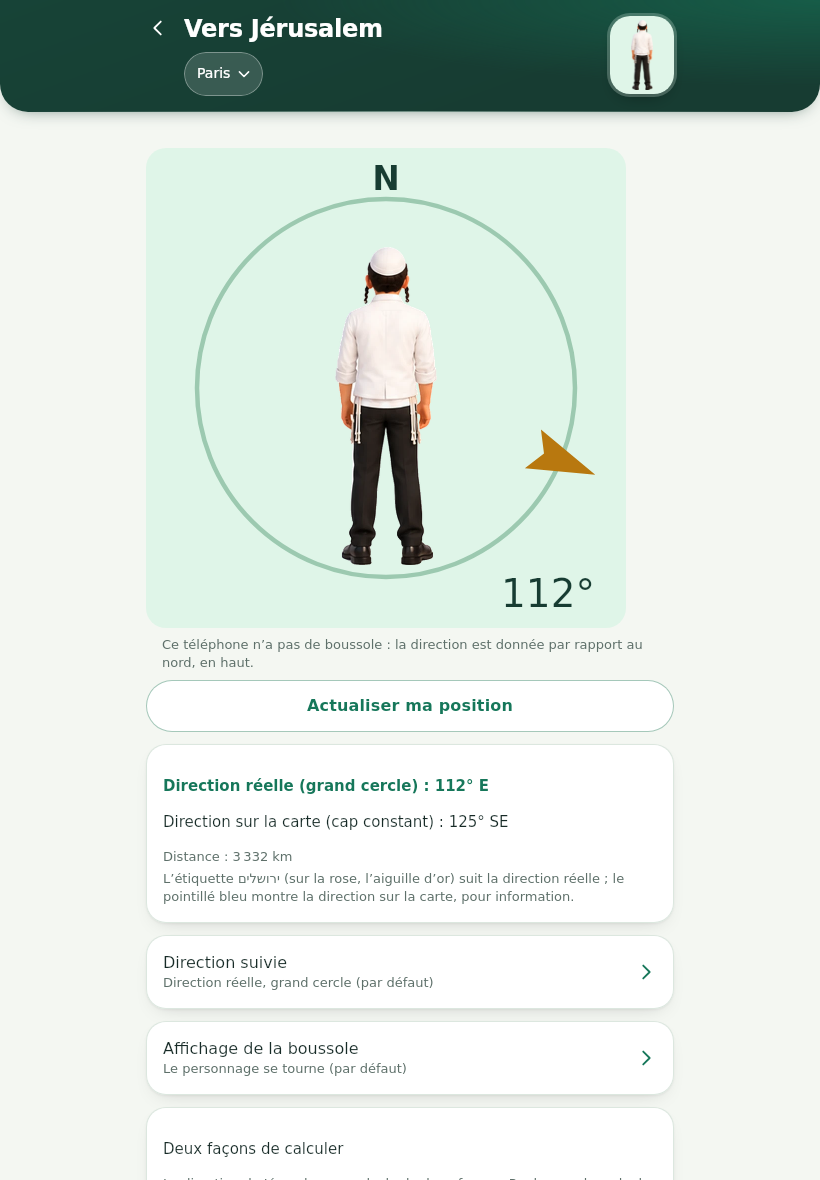 Vers Jérusalem
Paris
N
112°
Ce téléphone n’a pas de boussole : la direction est donnée par rapport au
nord, en haut.
Actualiser ma position
Direction réelle (grand cercle) : 112° E
Direction sur la carte (cap constant) : 125° SE
Distance : 3 332 km
L’étiquette ירושלים (sur la rose, l’aiguille d’or) suit la direction réelle ; le
pointillé bleu montre la direction sur la carte, pour information.
Direction suivie
Direction réelle, grand cercle (par défaut)
Affichage de la boussole
Le personnage se tourne (par défaut)
Deux façons de calculer